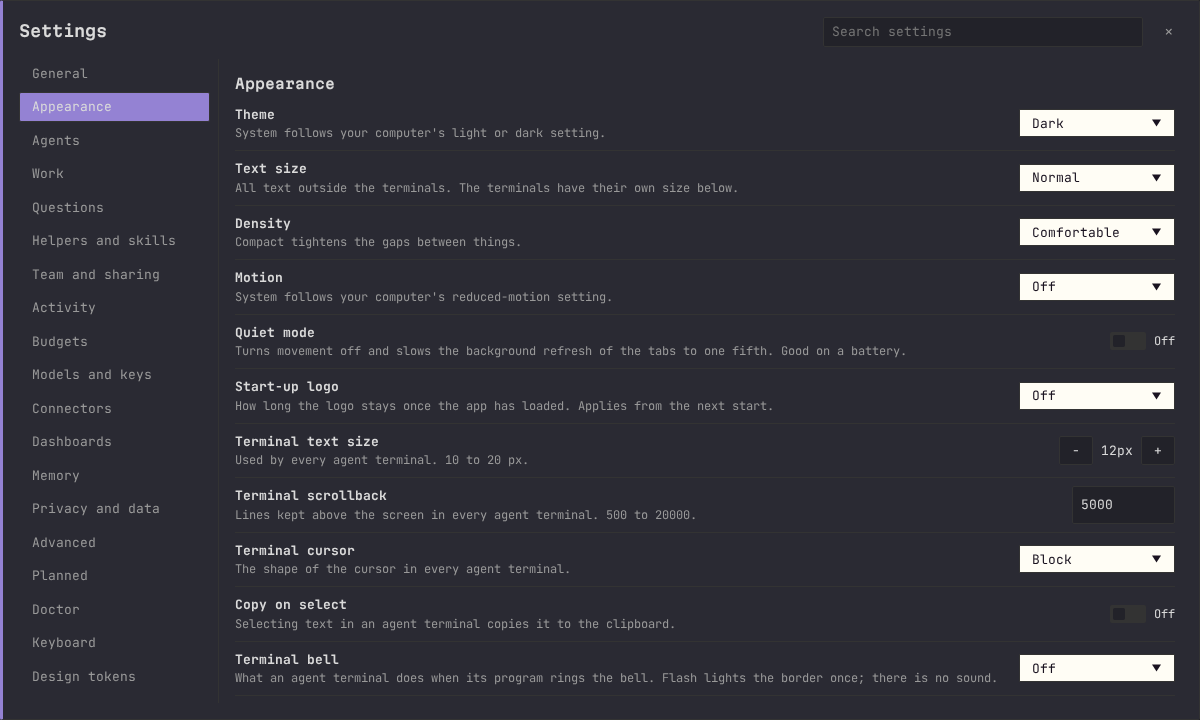 Settings
Search settings
×
General
Appearance
Agents
Work
Questions
Helpers and skills
Team and sharing
Activity
Budgets
Models and keys
Connectors
Dashboards
Memory
Privacy and data
Advanced
Planned
Doctor
Keyboard
Design tokens
Appearance
Theme
System follows your computer's light or dark setting.
Dark
Text size
All text outside the terminals. The terminals have their own size below.
Normal
Density
Compact tightens the gaps between things.
Comfortable
Motion
System follows your computer's reduced-motion setting.
Off
Quiet mode
Turns movement off and slows the background refresh of the tabs to one fifth. Good on a battery.
Off
Start-up logo
How long the logo stays once the app has loaded. Applies from the next start.
Off
Terminal text size
Used by every agent terminal. 10 to 20 px.
- 12px +
Terminal scrollback
Lines kept above the screen in every agent terminal. 500 to 20000.
5000
Terminal cursor
The shape of the cursor in every agent terminal.
Block
Copy on select
Selecting text in an agent terminal copies it to the clipboard.
Off
Terminal bell
What an agent terminal does when its program rings the bell. Flash lights the border once; there is no sound.
Off